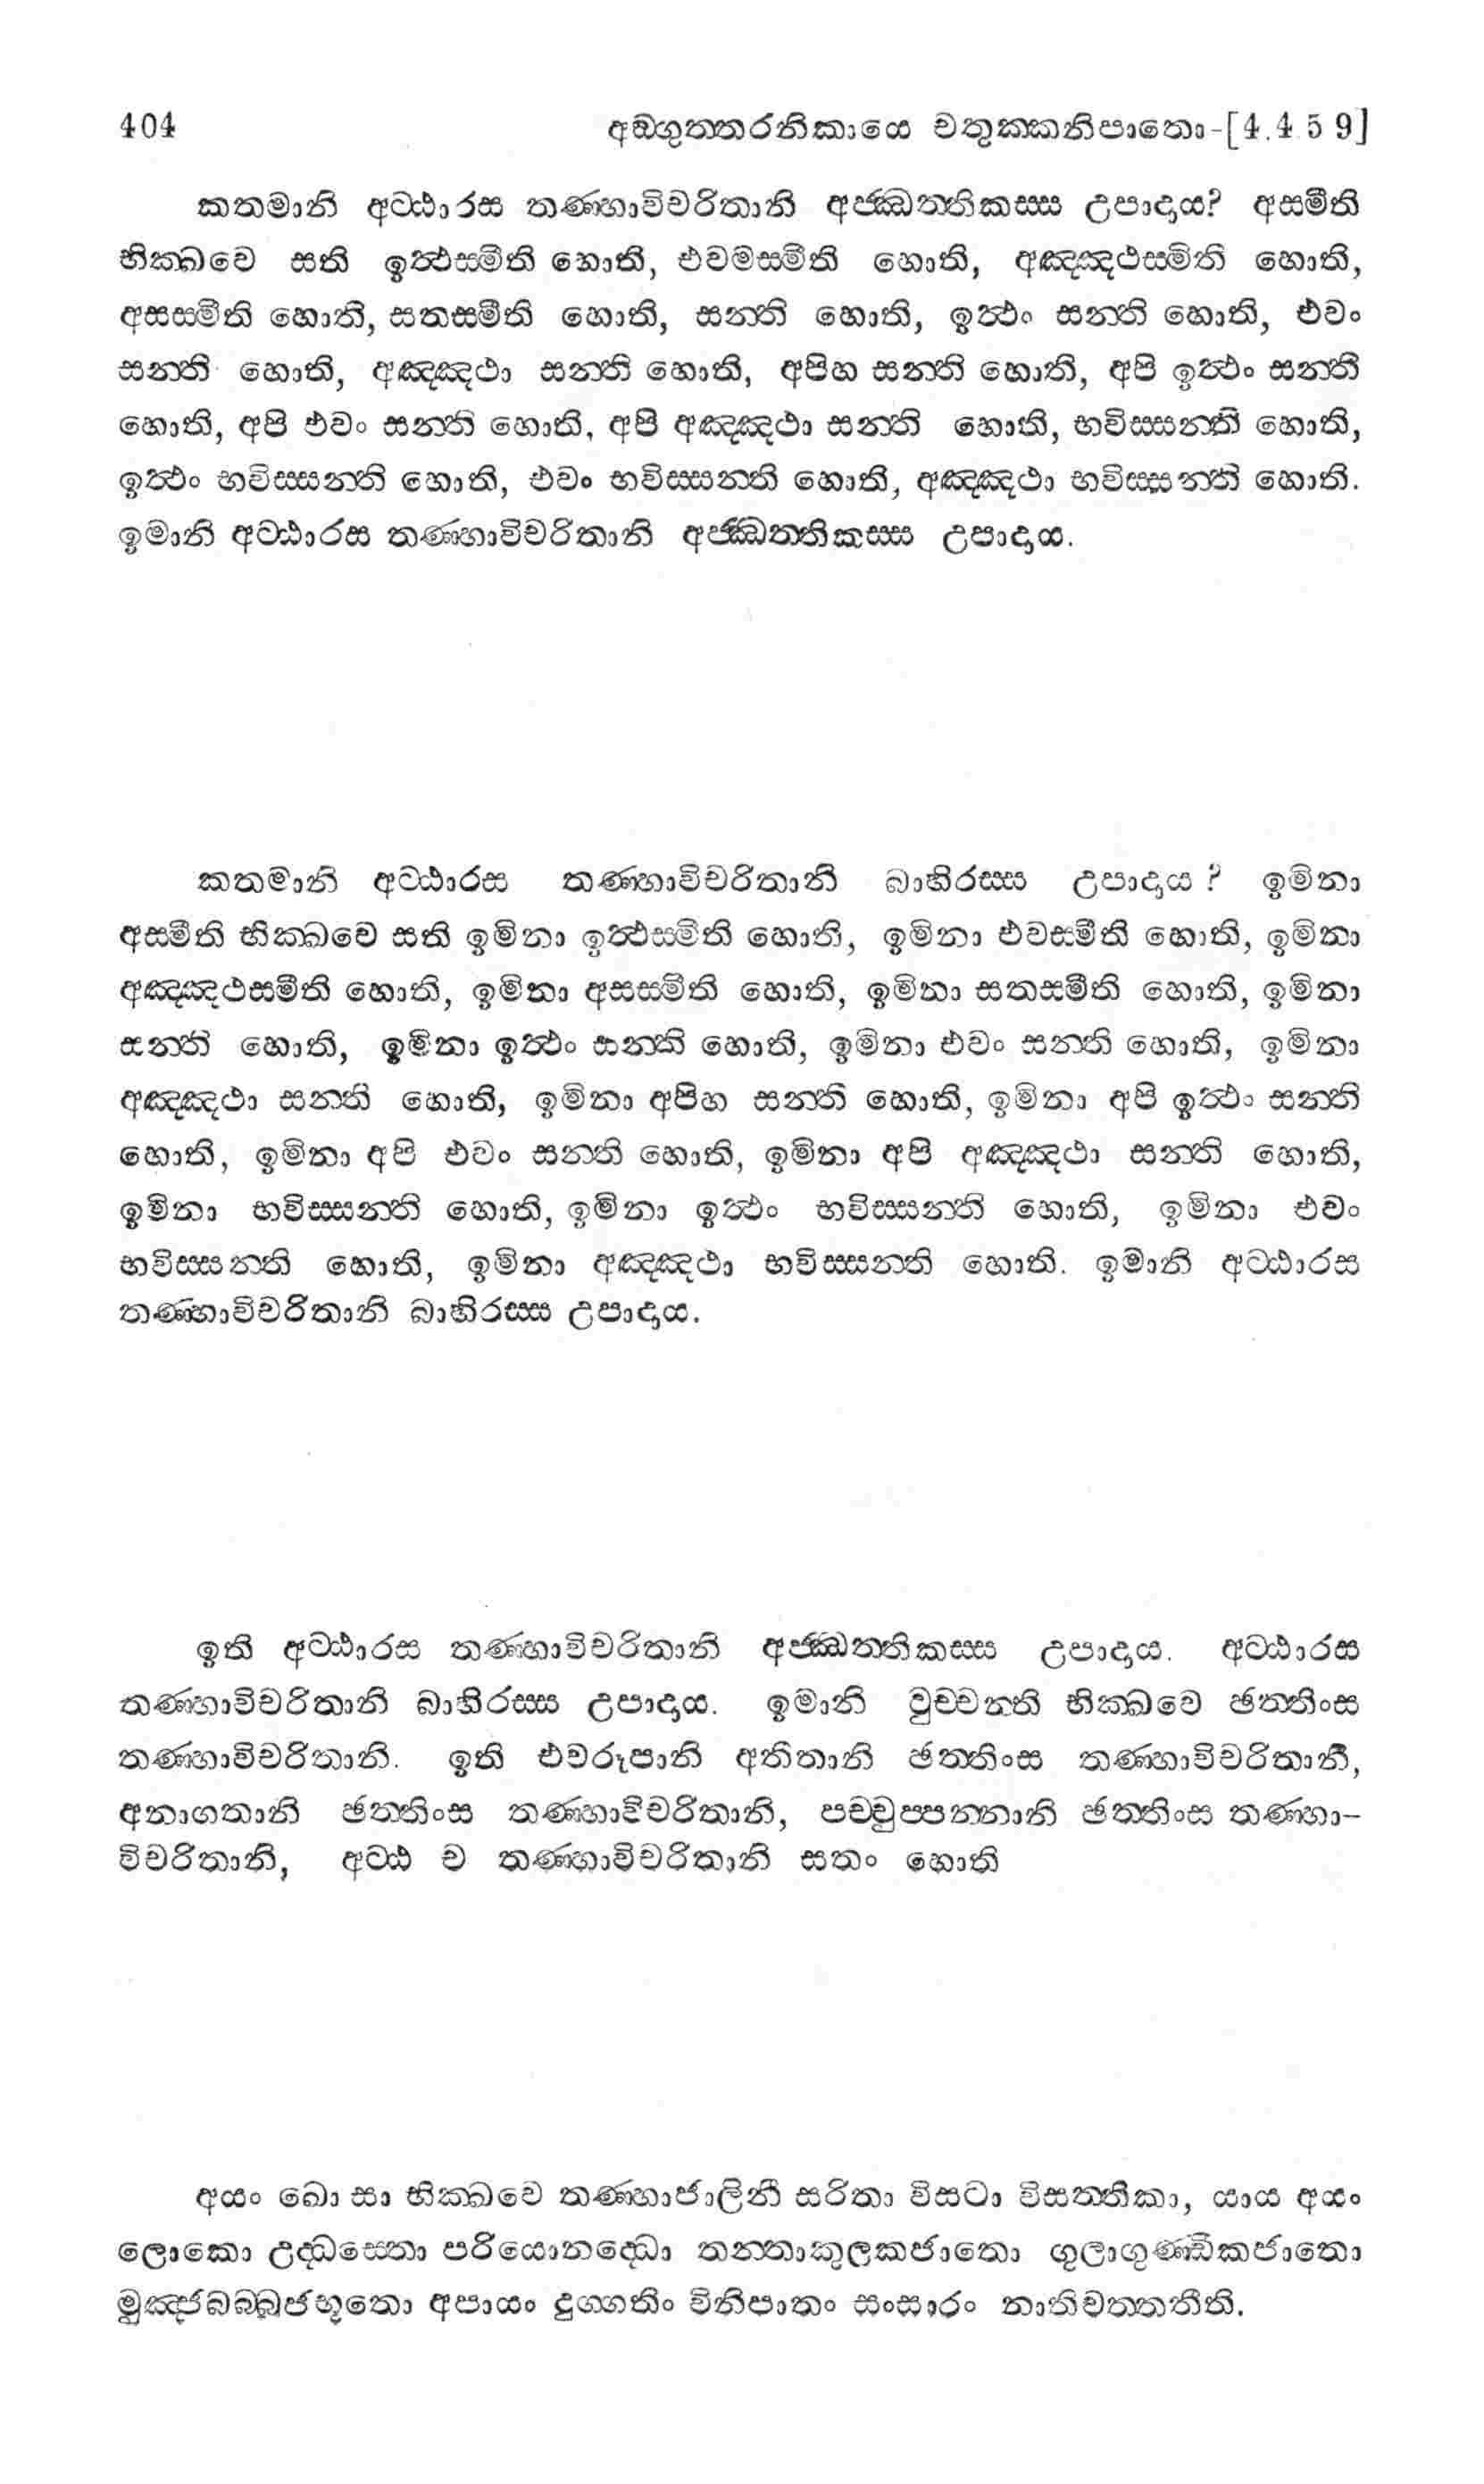 404 අඞ්ගුත්තරනිකායෙ චතුක්කනිපාතො-[4.4.5 9]
කතමානි අට්ඨාරස තණ්හාවිචරිතානි අජ්ඣත්තිකස්ස උපාදාය? අස්මීති
භික්ඛවෙ සති ඉත්ථස්මීති හොති, එවමස්මීති හොති, අඤ්ඤථස්මීති හොති,
අසස්මීති හොති, සතස්මීති හොති, සන්ති හොති, ඉත්ථං සන්ති හොති, එවං
සන්ති හොති, අඤ්ඤථා සන්ති හොති, අපිහ සන්ති හොති, අපි ඉත්ථං සන්ති
හොති, අපි එවං සන්ති හොති, අපි අඤ්ඤථා සන්ති හොති, භවිස්සන්ති හොති,
ඉත්ථං භවිස්සන්ති හොති, එවං භවිස්සන්ති හොති, අඤ්ඤථා භවිස්සන්ති හොති.
ඉමානි අට්ඨාරස තණ්හාවිචරිතානි අජ්ඣත්තිකස්ස උපාදාය.
කතමානි අට්ඨාරස තණ්හාවිචරිතානි බාහිරස්ස උපාදාය? ඉමිනා
අස්මීති භික්ඛවෙ සති ඉමිනා ඉත්ථස්මීති හොති, ඉමිනා එවස්මීති හොති, ඉමිනා
අඤ්ඤථස්මීති හොති, ඉමිනා අසස්මීති හොති, ඉමිනා සතස්මීති හොති, ඉමිනා
සන්ති හොති, ඉමිනා ඉත්ථං සන්ති හොති, ඉමිනා එවං සන්ති හොති, ඉමිනා
අඤ්ඤථා සන්ති හොති, ඉමිනා අපිහ සන්ති හොති, ඉමිනා අපි ඉත්ථං සන්ති
හොති, ඉමිනා අපි එවං සන්ති හොති, ඉමිනා අපි අඤ්ඤථා සන්ති හොති,
ඉමිනා භවිස්සන්ති හොති, ඉමිනා ඉත්ථං භවිස්සන්ති හොති, ඉමිනා එවං
භවිස්සන්ති හොති, ඉමිනා අඤ්ඤථා භවිස්සන්ති හොති. ඉමානි අට්ඨාරස
තණ්හාවිචරිතානි බාහිරස්ස උපාදාය.
ඉති අට්ඨාරස තණ්හාවිචරිතානි අජ්ඣත්තිකස්ස උපාදාය. අට්ඨාරස
තණ්හාවිචරිතානි බාහිරස්ස උපාදාය. ඉමානි වුච්චන්ති භික්ඛවෙ ඡත්තිංස
තණ්හාවිචරිතානි. ඉති එවරූපානි අතීතානි ඡත්තිංස තණ්හාවිචරිතානි,
අනාගතානි ඡත්තිංස තණ්හාවිචරිතානි, පච්චුප්පන්නානි ඡත්තිංස තණ්හා-
විචරිතානි, අට්ඨ ච තණ්හාවිචරිතානි සතං හොති
අයං ඛො සා භික්ඛවෙ තණ්හාජාලිනී සරිතා විසටා විසත්තිකා, යාය අයං
ලොකො උද්ධස්තො පරියොනද්ධො තන්තාකුලකජාතො ගුලාගුණ්ඩිකජාතො
මුඤ්ජබබ්බජභූතො අපායං දුග්ගතිං විනිපාතං සංසාරං නාතිවත්තතීති.